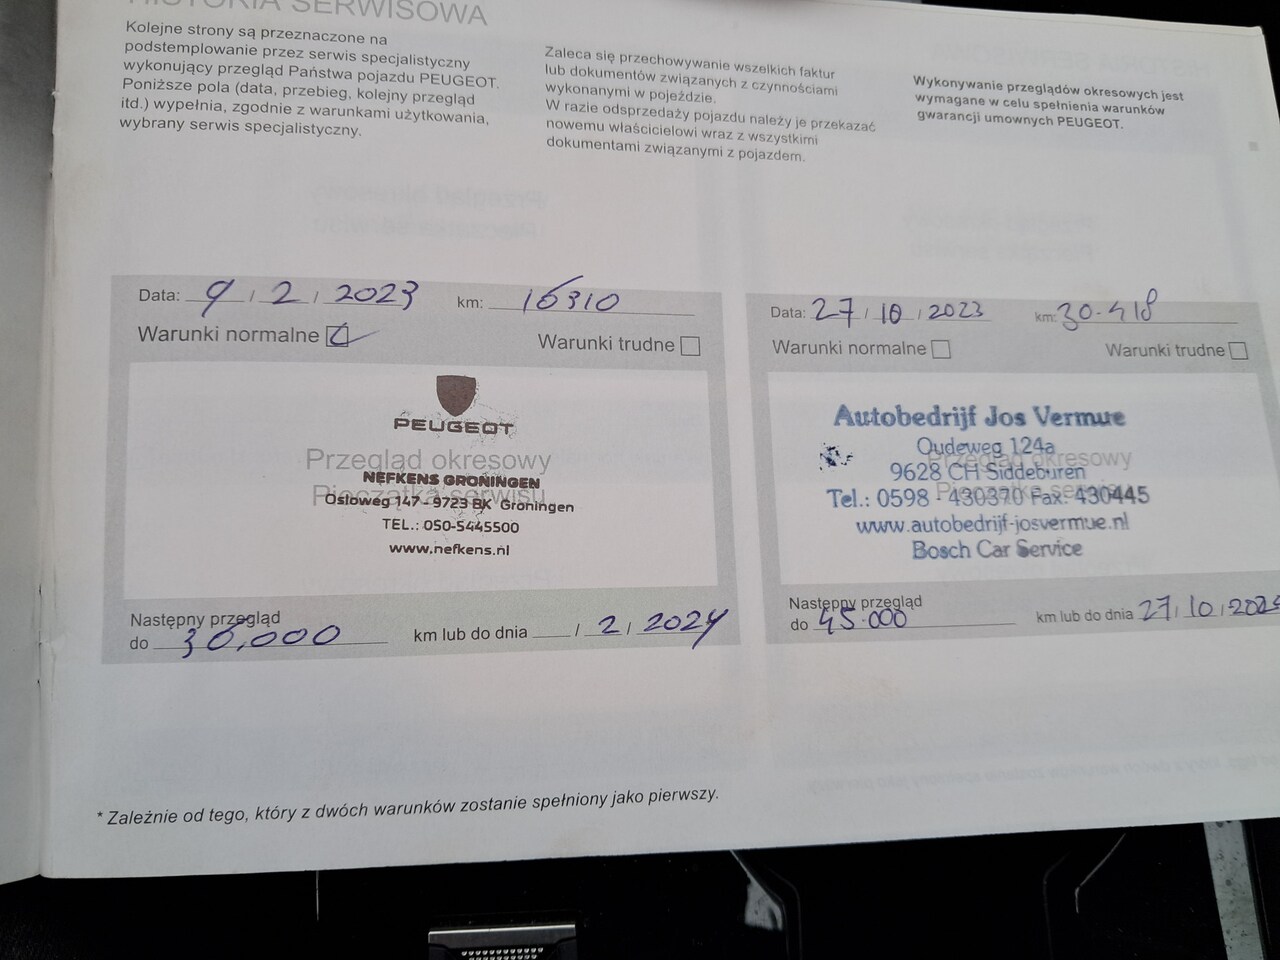 HISTORIA SERWISOWA
Kolejne strony są przeznaczone na
podstemplowanie przez serwis specjalistyczny
wykonujący przegląd Państwa pojazdu PEUGEOT.
Poniższe pola (data, przebieg, kolejny przegląd
itd.) wypełnia, zgodnie z warunkami użytkowania,
wybrany serwis specjalistyczny.
Zaleca się przechowywanie wszelkich faktur
lub dokumentów związanych z czynnościami
wykonanymi w pojeździe.
W razie odsprzedaży pojazdu należy je przekazać
nowemu właścicielowi wraz z wszystkimi
dokumentami związanymi z pojazdem.
Wykonywanie przeglądów okresowych jest
wymagane w celu spełnienia warunków
gwarancji umownych PEUGEOT.
Data: 9 / 2 / 2023 km: 16310
Warunki normalne Warunki trudne
PEUGEOT
Przegląd okresowy
NEFKENS GRONINGEN
Pieczątka serwisu
Osloweg 147 - 9723 BK Groningen
TEL.: 050-5445500
www.nefkens.nl
Następny przegląd
do 30.000 km lub do dnia / 2 / 2024
Data: 27 / 10 / 2023 km: 30.418
Warunki normalne Warunki trudne
Autobedrijf Jos Vermue
Oudeweg 124a
Przegląd okresowy
9628 CH Siddeburen
Pieczątka serwisu
Tel.: 0598 - 430370 Fax: 430445
www.autobedrijf-josvermue.nl
Bosch Car Service
Następny przegląd
do 45.000 km lub do dnia 27 / 10 /
* Zależnie od tego, który z dwóch warunków zostanie spełniony jako pierwszy.